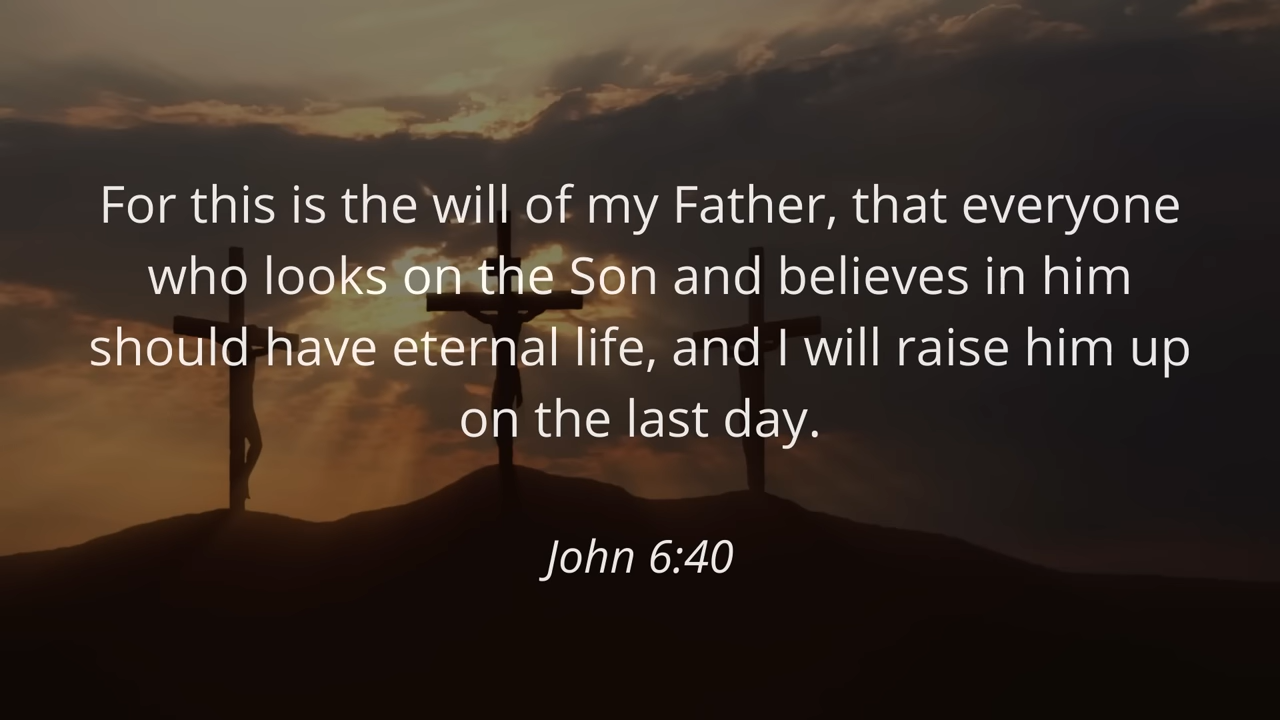 For this is the will of my Father, that everyone
who looks on the Son and believes in him
should have eternal life, and I will raise him up
on the last day.
John 6:40